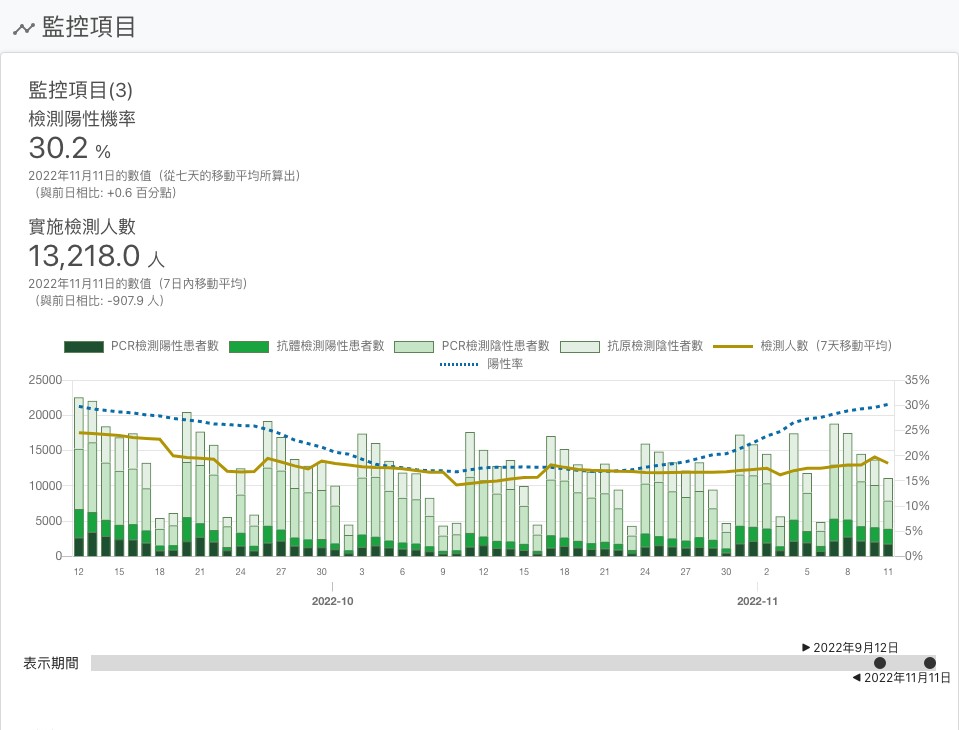 監控項目
監控項目(3)
檢測陽性機率
30.2 %
2022年11月11日的數值（從七天的移動平均所算出）
（與前日相比: +0.6 百分點）
實施檢測人數
13,218.0 人
2022年11月11日的數值（7日內移動平均）
（與前日相比: -907.9 人）
PCR檢測陽性患者數 抗體檢測陽性患者數 PCR檢測陰性患者數 抗原檢測陰性者數 檢測人數（7天移動平均）
陽性率
25000 35%
20000 30%
25%
15000 20%
10000 15%
10%
5000 5%
0 0%
12 15 18 21 24 27 30 3 6 9 12 15 18 21 24 27 30 2 5 8 11
2022-10 2022-11
▶ 2022年9月12日
表示期間
◀ 2022年11月11日